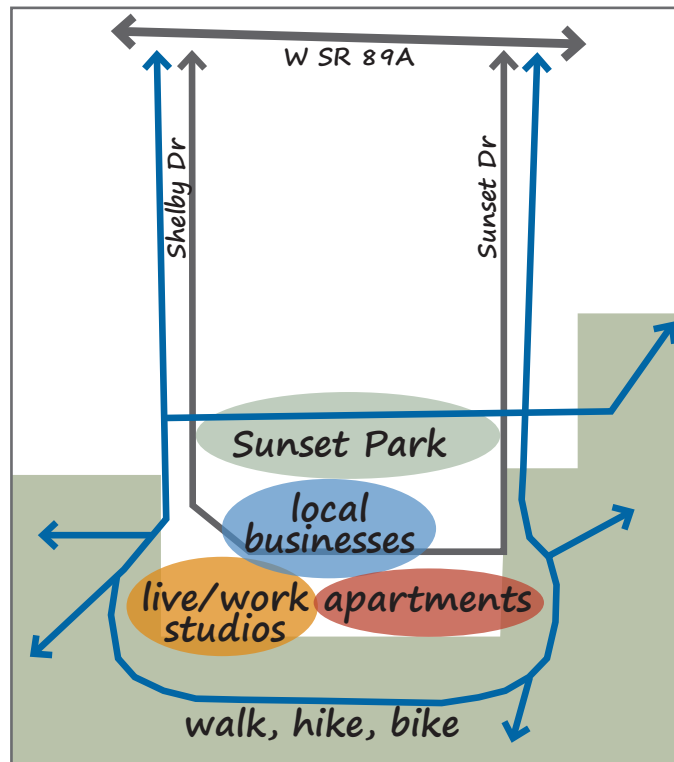 W SR 89A
Shelby Dr
Sunset Dr
Sunset Park
local
businesses
live/work
studios
apartments
walk, hike, bike